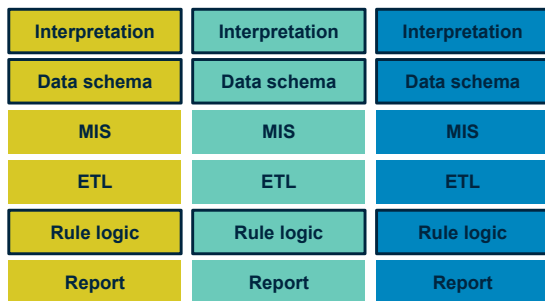 Interpretation Interpretation Interpretation
Data schema Data schema Data schema
MIS MIS MIS
ETL ETL ETL
Rule logic Rule logic Rule logic
Report Report Report